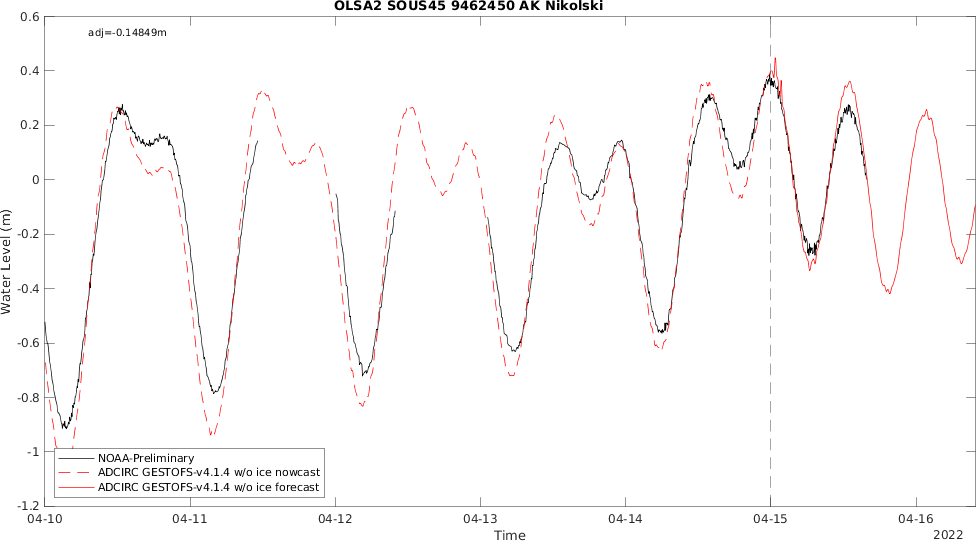 OLSA2 SOUS45 9462450 AK Nikolski
adj=-0.14849m
0.6
0.4
0.2
0
-0.2
-0.4
-0.6
-0.8
-1
-1.2
Water Level (m)
NOAA-Preliminary
ADCIRC GESTOFS-v4.1.4 w/o ice nowcast
ADCIRC GESTOFS-v4.1.4 w/o ice forecast
04-10 04-11 04-12 04-13 04-14 04-15 04-16
Time
2022